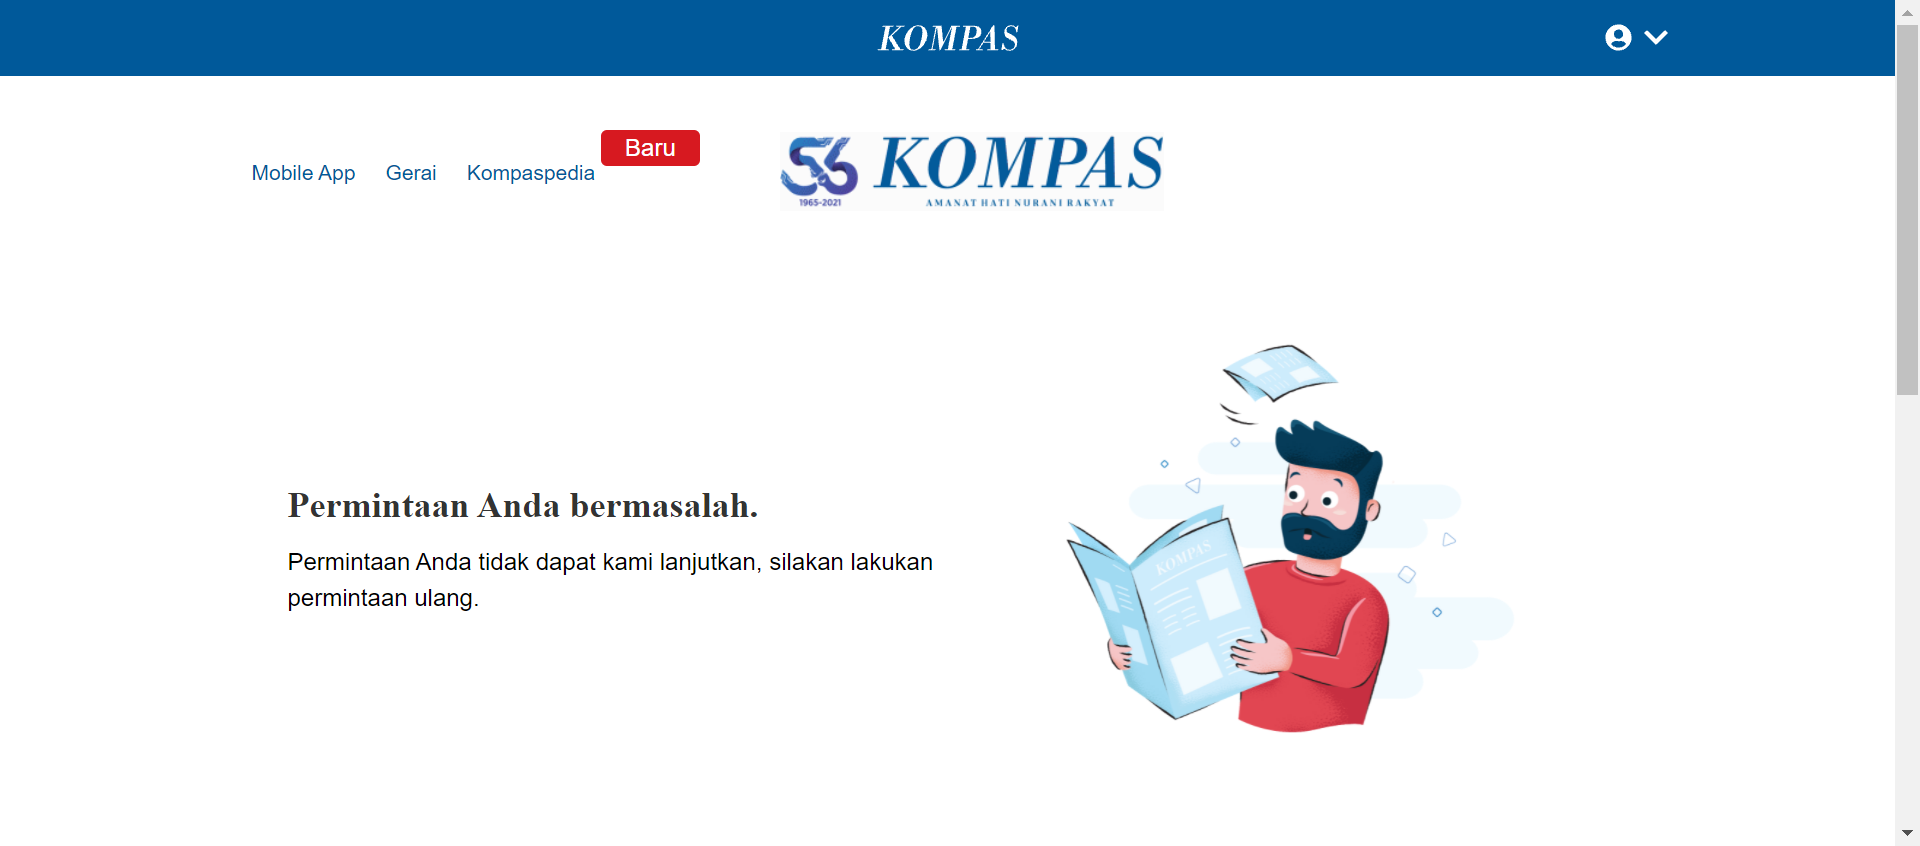 KOMPAS
Baru
Mobile App Gerai Kompaspedia
56 KOMPAS
1965-2021 AMANAT HATI NURANI RAKYAT
KOMPAS
Permintaan Anda bermasalah.
Permintaan Anda tidak dapat kami lanjutkan, silakan lakukan
permintaan ulang.